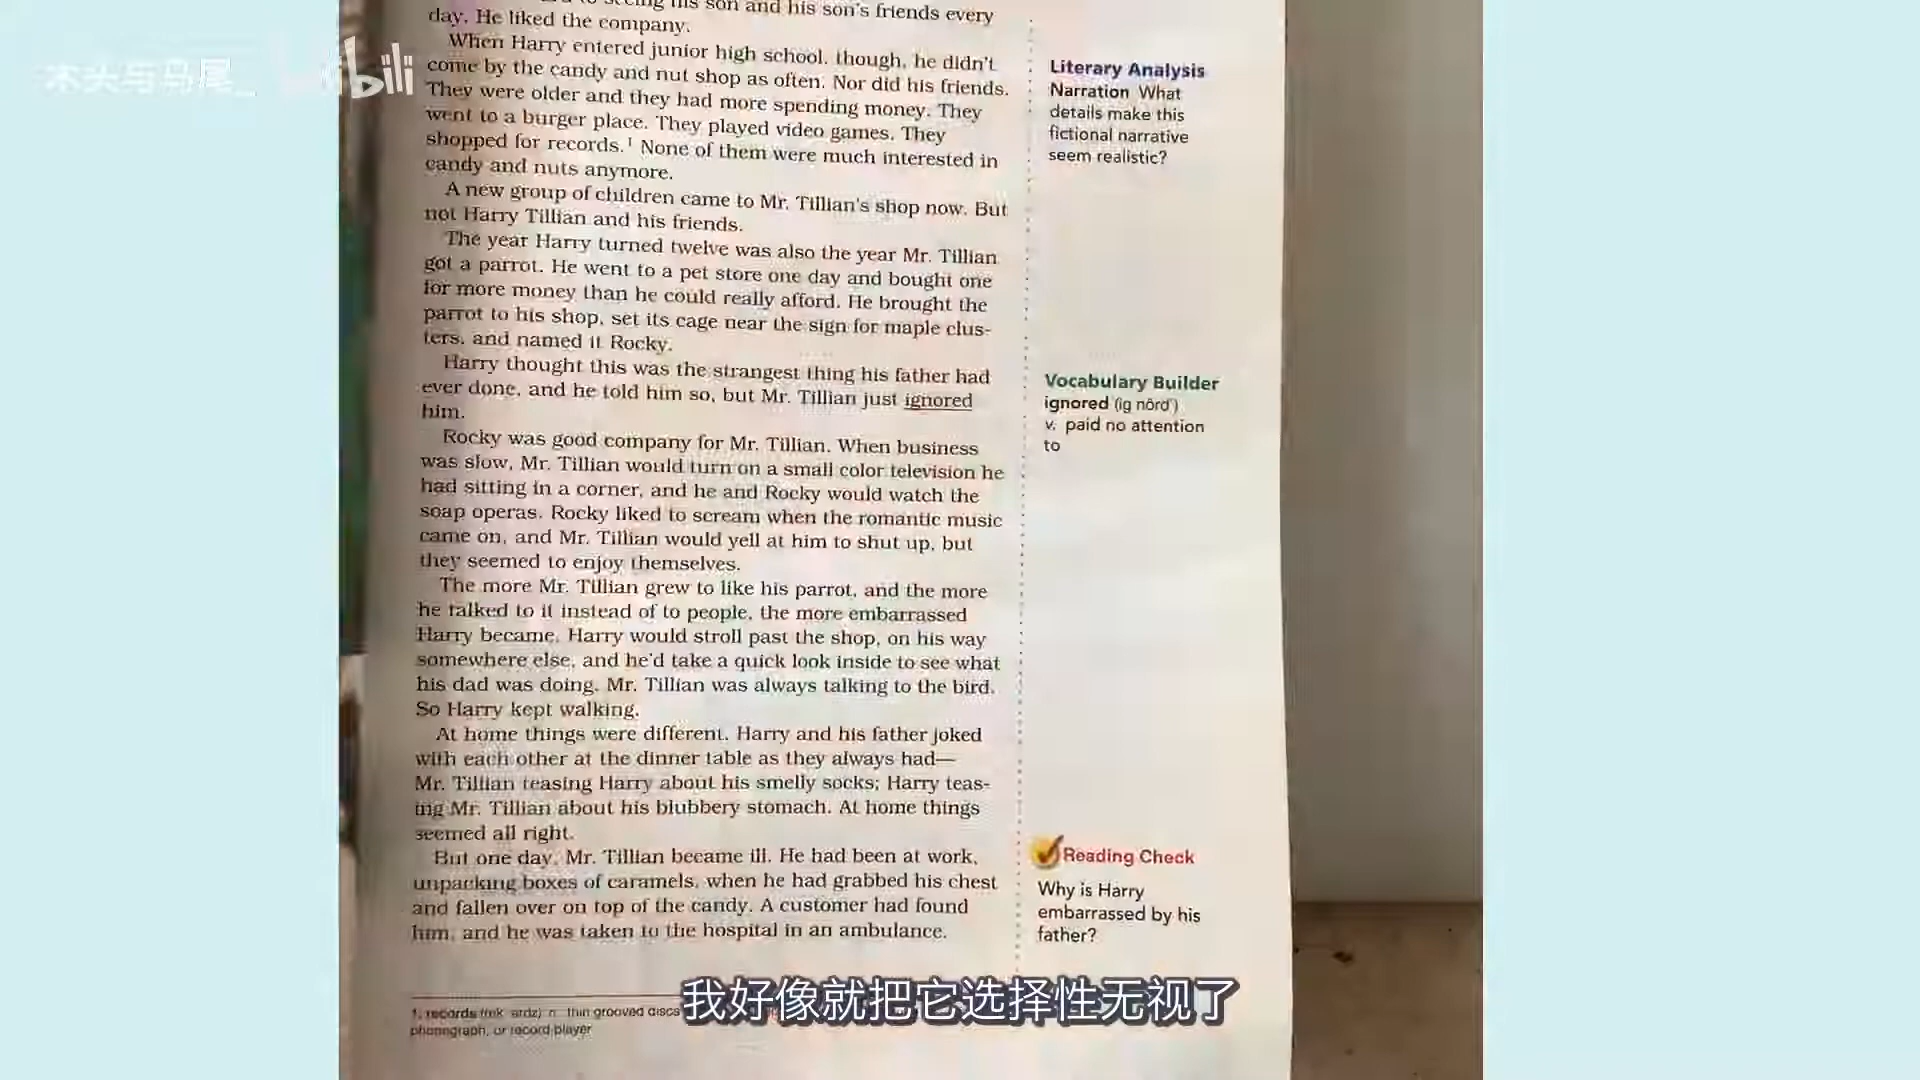 木头与马尾_ bilibili
seeing his son and his son's friends every
day. He liked the company.
When Harry entered junior high school, though, he didn't
come by the candy and nut shop as often. Nor did his friends.
They were older and they had more spending money. They
went to a burger place. They played video games. They
shopped for records.¹ None of them were much interested in
candy and nuts anymore.
A new group of children came to Mr. Tillian's shop now. But
not Harry Tillian and his friends.
The year Harry turned twelve was also the year Mr. Tillian
got a parrot. He went to a pet store one day and bought one
for more money than he could really afford. He brought the
parrot to his shop, set its cage near the sign for maple clus-
ters, and named it Rocky.
Harry thought this was the strangest thing his father had
ever done, and he told him so, but Mr. Tillian just ignored
him.
Rocky was good company for Mr. Tillian. When business
was slow, Mr. Tillian would turn on a small color television he
had sitting in a corner, and he and Rocky would watch the
soap operas. Rocky liked to scream when the romantic music
came on, and Mr. Tillian would yell at him to shut up, but
they seemed to enjoy themselves.
The more Mr. Tillian grew to like his parrot, and the more
he talked to it instead of to people, the more embarrassed
Harry became. Harry would stroll past the shop, on his way
somewhere else, and he'd take a quick look inside to see what
his dad was doing. Mr. Tillian was always talking to the bird.
So Harry kept walking.
At home things were different. Harry and his father joked
with each other at the dinner table as they always had—
Mr. Tillian teasing Harry about his smelly socks; Harry teas-
ing Mr. Tillian about his blubbery stomach. At home things
seemed all right.
But one day, Mr. Tillian became ill. He had been at work,
unpacking boxes of caramels, when he had grabbed his chest
and fallen over on top of the candy. A customer had found
him, and he was taken to the hospital in an ambulance.
Literary Analysis
Narration What
details make this
fictional narrative
seem realistic?
Vocabulary Builder
ignored (ig nôrd')
v. paid no attention
to
Reading Check
Why is Harry
embarrassed by his
father?
1. records n. thin grooved discs
phonograph, or record player
我好像就把它选择性无视了